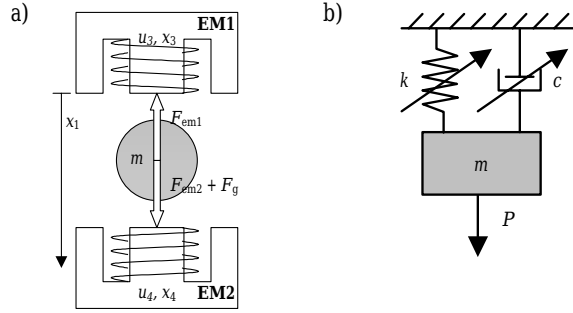 a)
EM1
u3, x3
x1
Fem1
m
Fem2 + Fg
u4, x4
EM2
b)
k
c
m
P